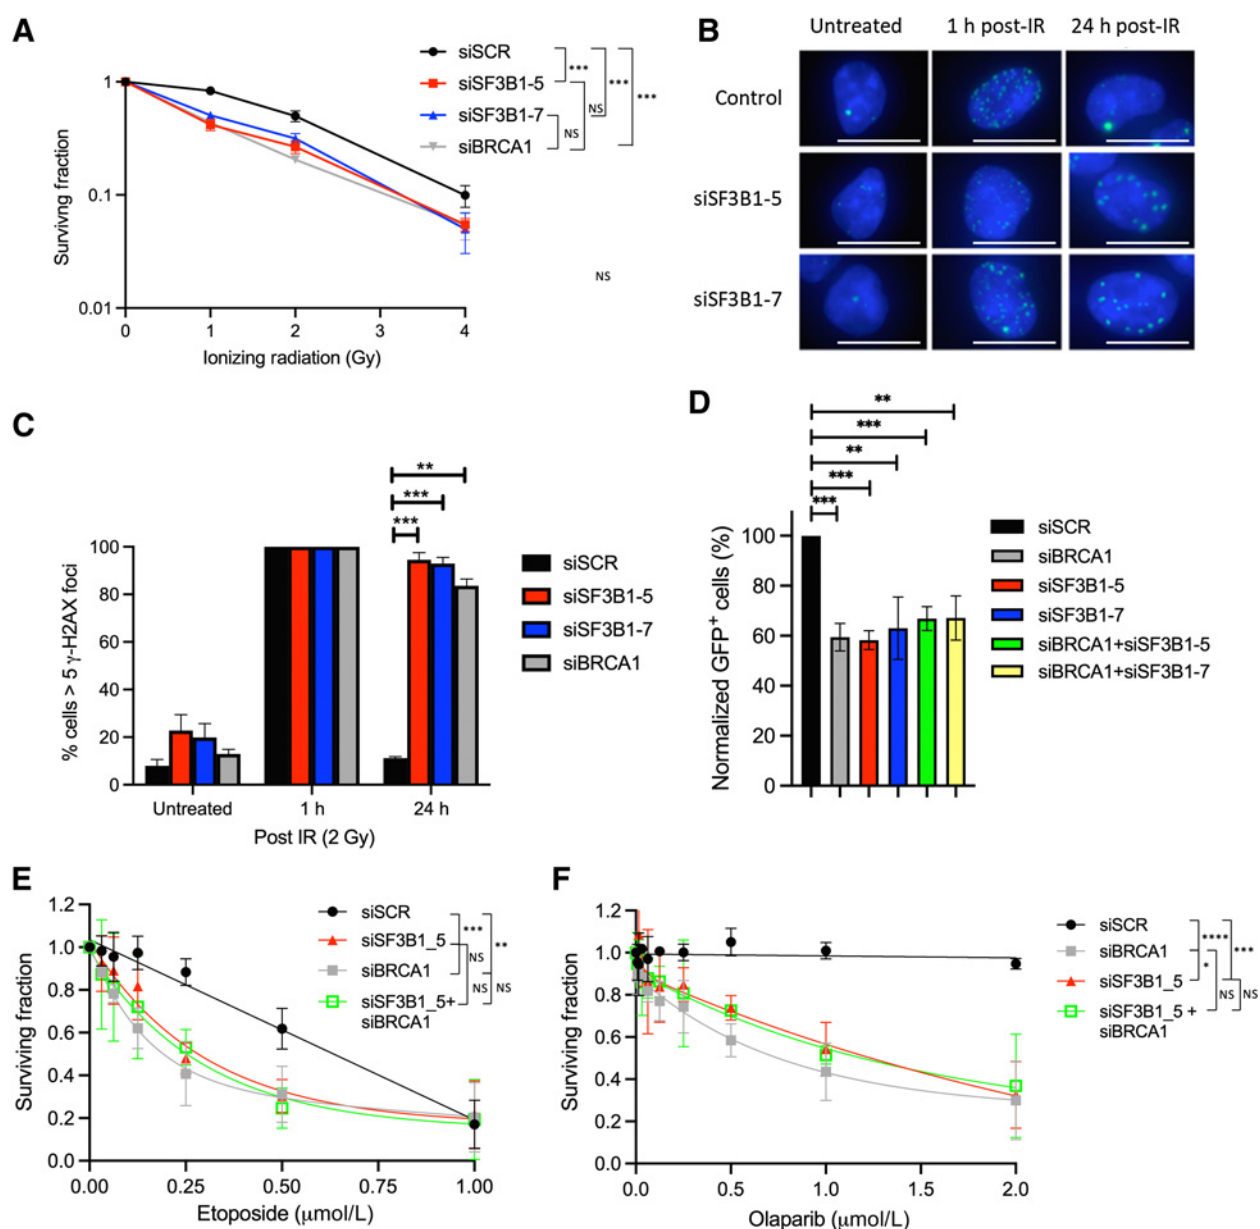 A
siSCR
siSF3B1-5
siSF3B1-7
siBRCA1
***
NS
***
***
NS
NS
1
0.1
0.01
Survivng fraction
0
1
2
3
4
Ionizing radiation (Gy)
B
Untreated
1 h post-IR
24 h post-IR
Control
siSF3B1-5
siSF3B1-7
C
**
***
***
100
80
60
40
20
0
% cells > 5 γ-H2AX foci
Untreated
1 h
24 h
Post IR (2 Gy)
siSCR
siSF3B1-5
siSF3B1-7
siBRCA1
D
**
***
**
***
***
100
80
60
40
20
0
Normalized GFP+ cells (%)
siSCR
siBRCA1
siSF3B1-5
siSF3B1-7
siBRCA1+siSF3B1-5
siBRCA1+siSF3B1-7
E
1.2
1.0
0.8
0.6
0.4
0.2
0.0
Surviving fraction
0.00
0.25
0.50
0.75
1.00
Etoposide (μmol/L)
siSCR
siSF3B1_5
siBRCA1
siSF3B1_5+
siBRCA1
***
**
NS
NS
NS
F
1.2
1.0
0.8
0.6
0.4
0.2
0.0
Surviving fraction
0.0
0.5
1.0
1.5
2.0
Olaparib (μmol/L)
siSCR
siBRCA1
siSF3B1_5
siSF3B1_5 +
siBRCA1
****
***
*
NS
NS